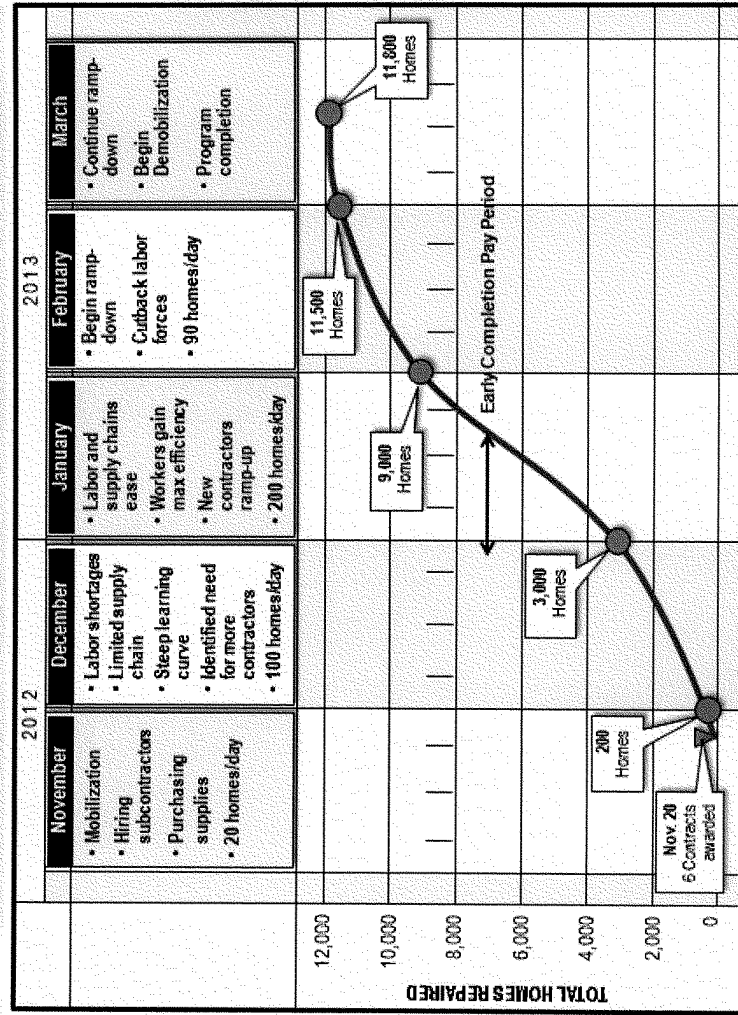 2012
2013
November
December
January
February
March
• Mobilization
• Hiring
subcontractors
• Purchasing
supplies
• 20 homes/day
• Labor shortages
• Limited supply
chain
• Steep learning
curve
• Identified need
for more
contractors
• 100 homes/day
• Labor and
supply chains
ease
• Workers gain
max efficiency
• New
contractors
ramp-up
• 200 homes/day
• Begin ramp-
down
• Cutback labor
forces
• 90 homes/day
• Continue ramp-
down
• Begin
Demobilization
• Program
completion
TOTAL HOMES REPAIRED
12,000
10,000
8,000
6,000
4,000
2,000
0
Nov. 20
6 Contracts
awarded
200
Homes
3,000
Homes
9,000
Homes
11,500
Homes
11,800
Homes
Early Completion Pay Period